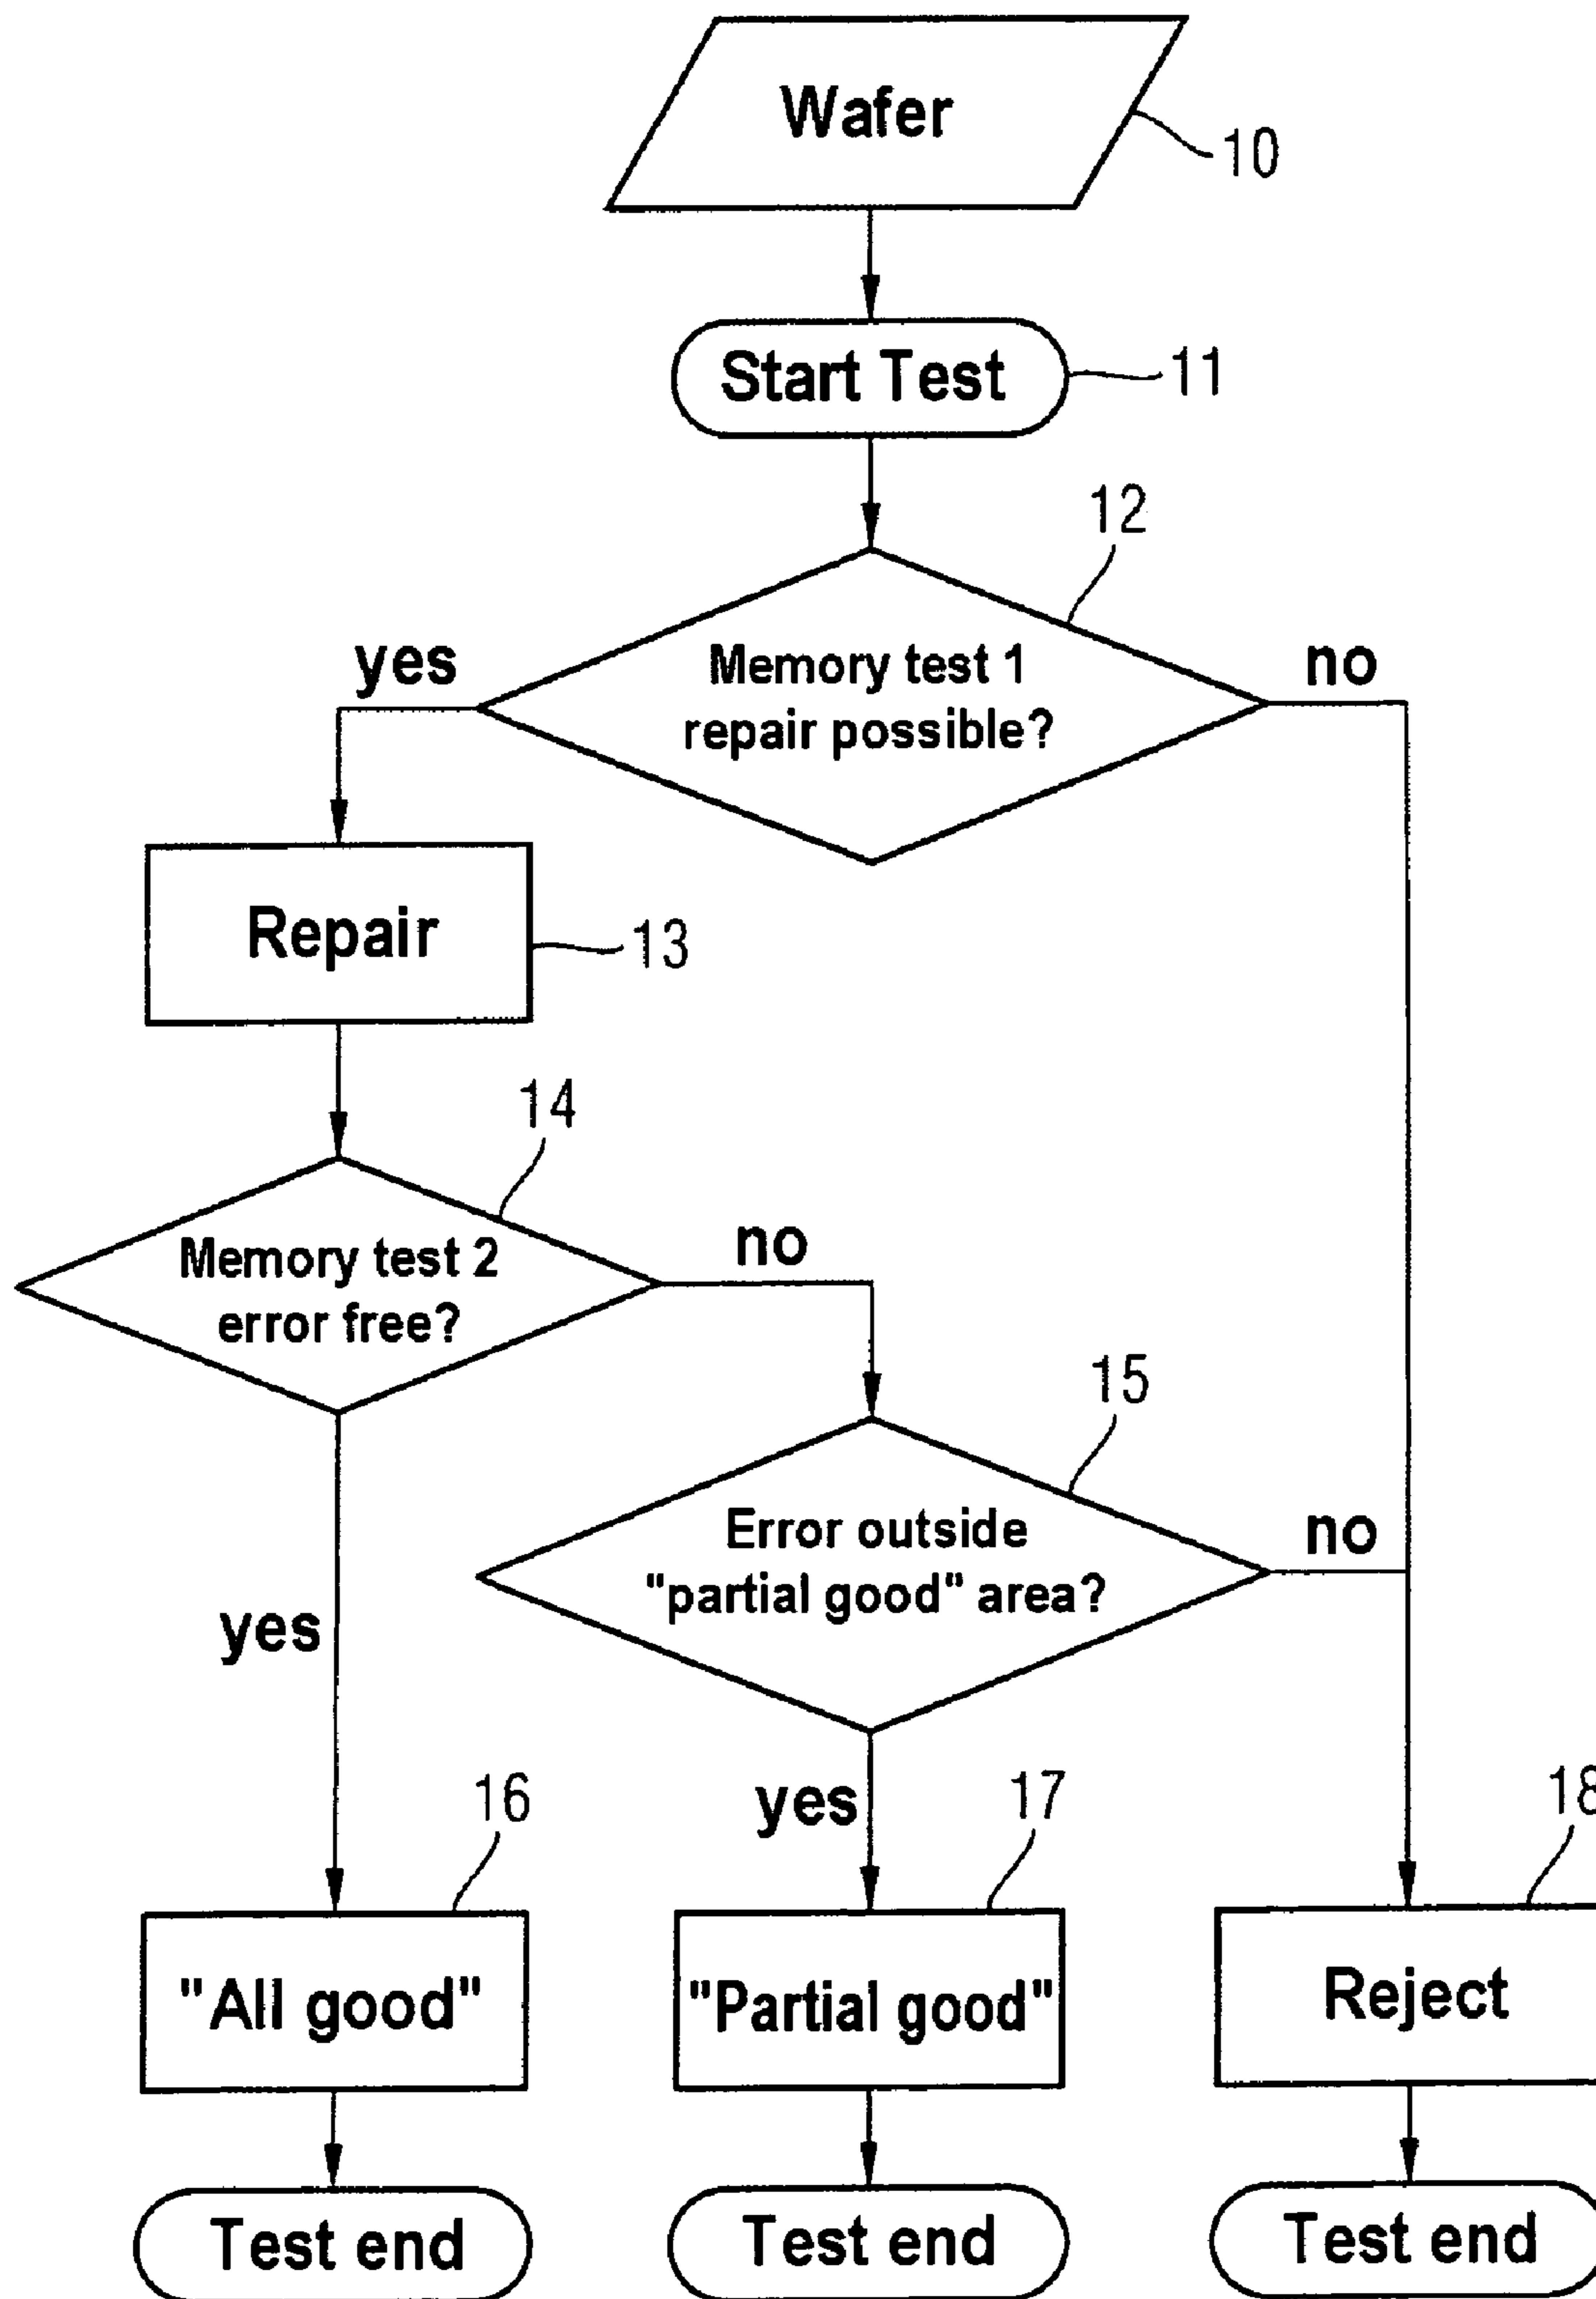 Wafer
10
Start Test
11
12
Memory test 1
repair possible?
yes
no
Repair
13
14
Memory test 2
error free?
no
15
Error outside
"partial good" area?
no
yes
yes
16
17
18
"All good"
"Partial good"
Reject
Test end
Test end
Test end